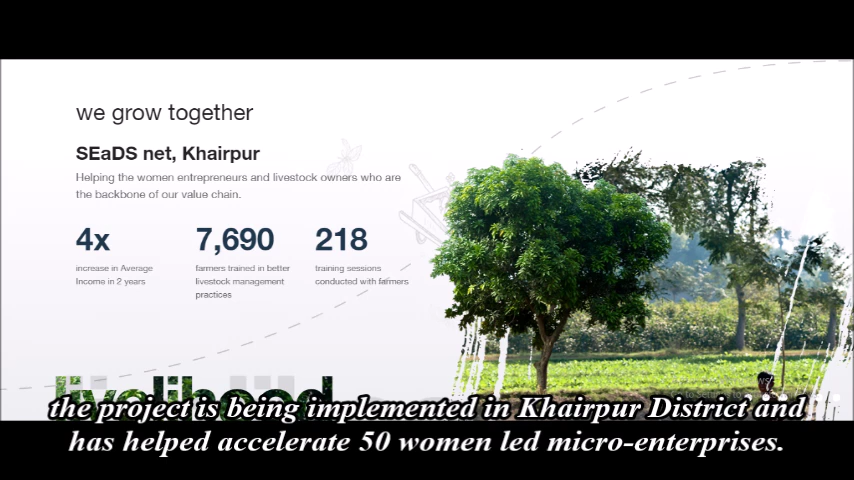 we grow together
SEaDS net, Khairpur
Helping the women entrepreneurs and livestock owners who are
the backbone of our value chain.
4x
increase in Average
Income in 2 years
7,690
farmers trained in better
livestock management
practices
218
training sessions
conducted with farmers
livelihood
the project is being implemented in Khairpur District and
has helped accelerate 50 women led micro-enterprises.